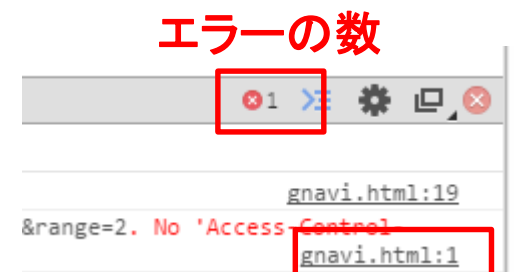 エラーの数
1
gnavi.html:19
&range=2. No 'Access-Control-
gnavi.html:1